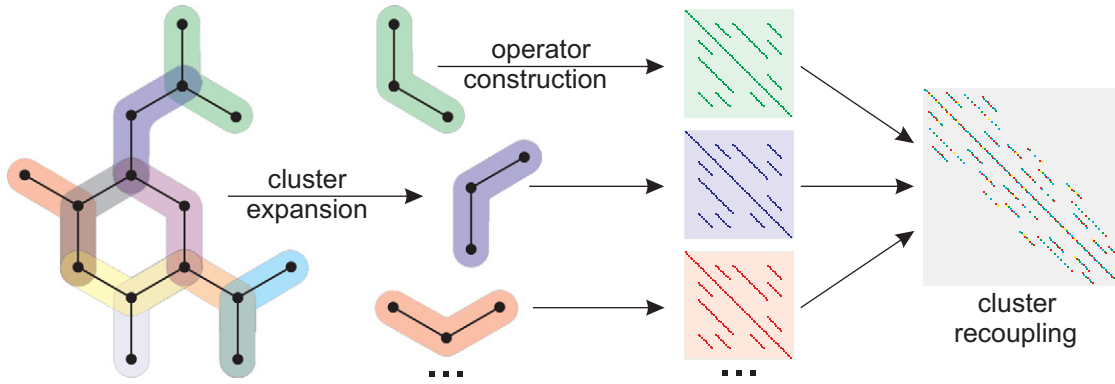 operator
construction
cluster
expansion
cluster
recoupling
...
...